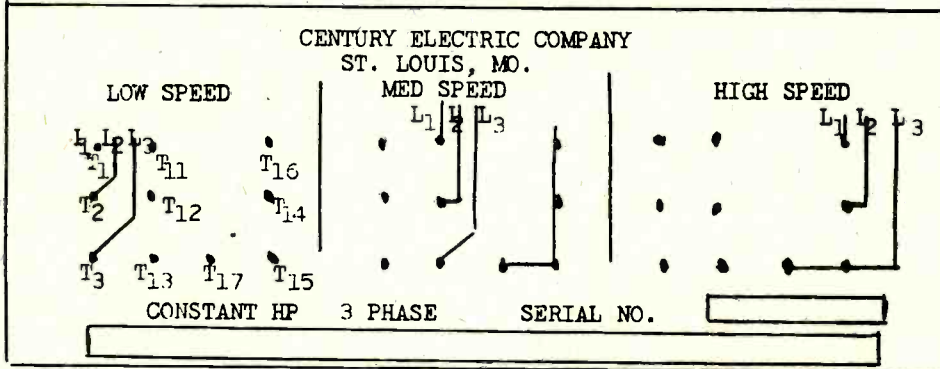 CENTURY ELECTRIC COMPANY
ST. LOUIS, MO.
LOW SPEED MED SPEED HIGH SPEED
L1 L2 L3 L1 L2 L3 L1 L2 L3
T1 T11 T16
T2 T12 T14
T3 T13 T17 T15
CONSTANT HP 3 PHASE SERIAL NO.